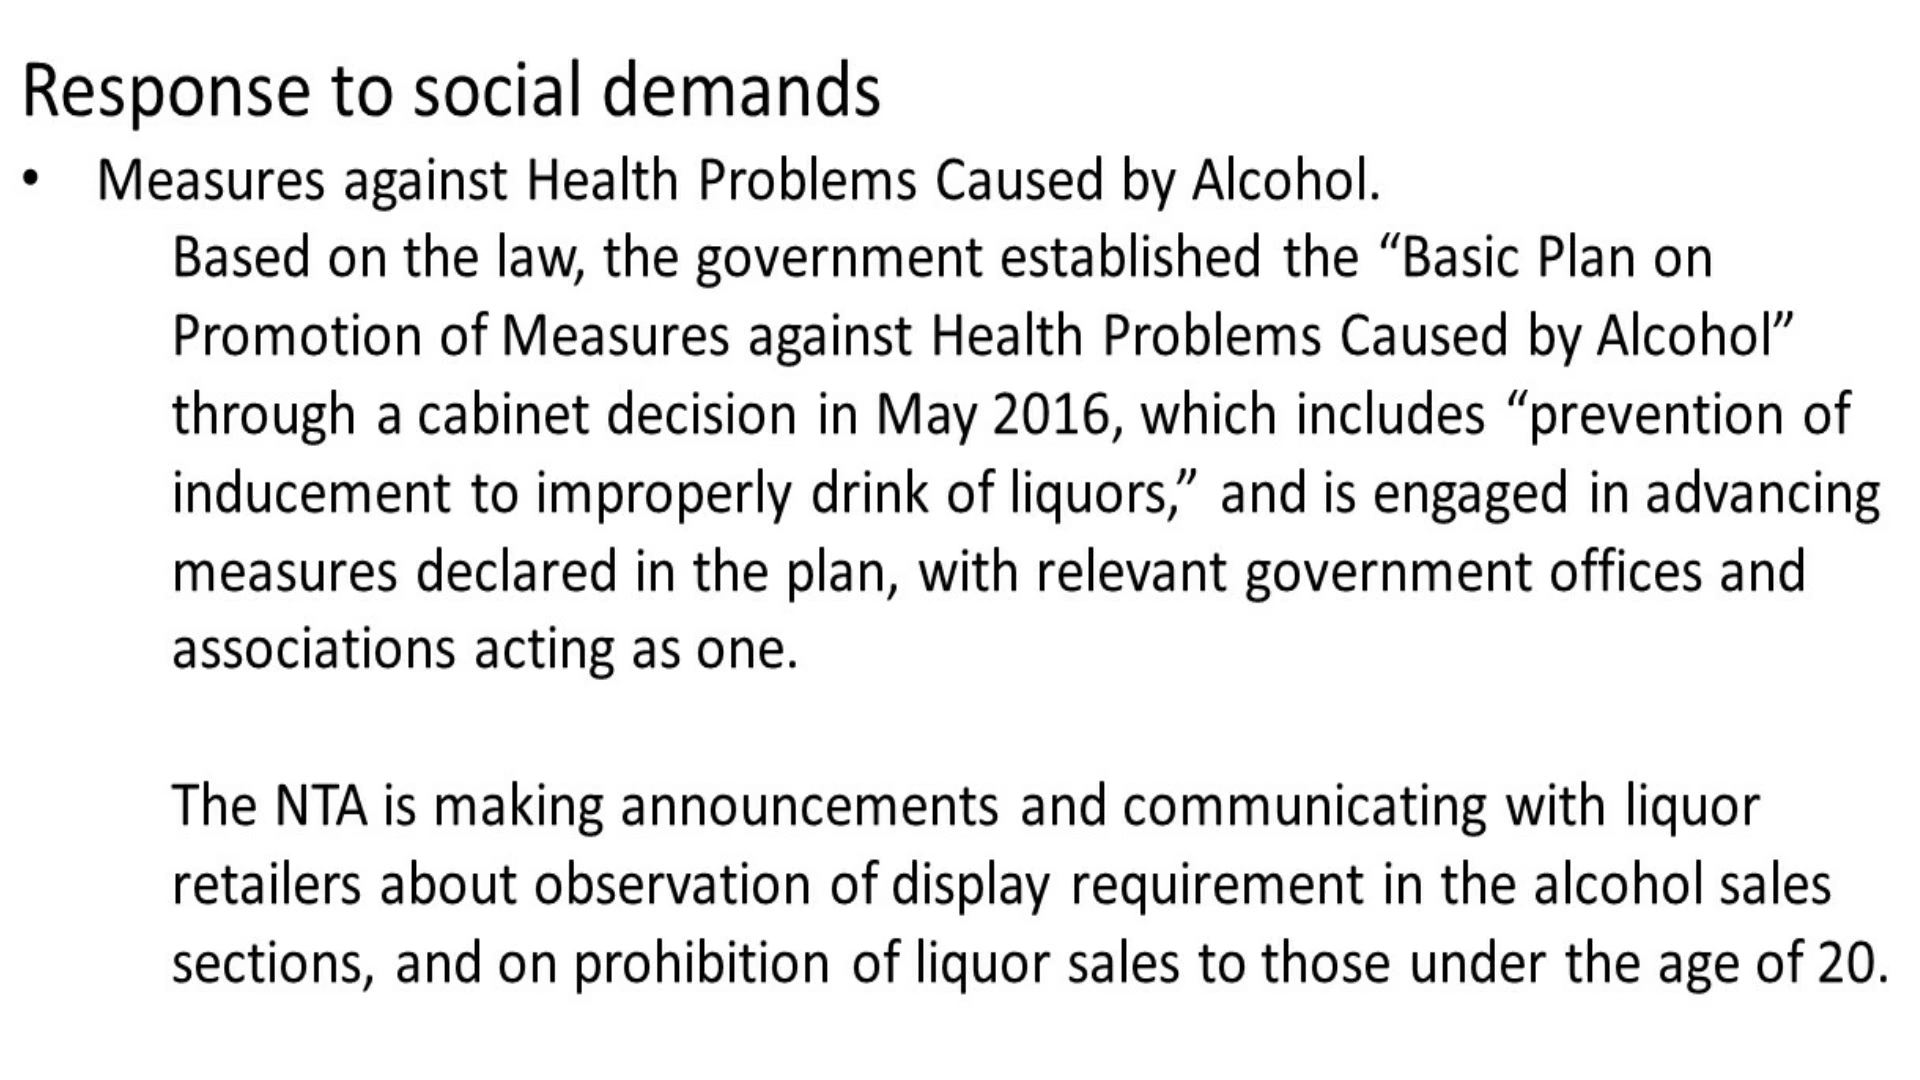 Response to social demands
• Measures against Health Problems Caused by Alcohol.
Based on the law, the government established the “Basic Plan on
Promotion of Measures against Health Problems Caused by Alcohol”
through a cabinet decision in May 2016, which includes “prevention of
inducement to improperly drink of liquors,” and is engaged in advancing
measures declared in the plan, with relevant government offices and
associations acting as one.
The NTA is making announcements and communicating with liquor
retailers about observation of display requirement in the alcohol sales
sections, and on prohibition of liquor sales to those under the age of 20.